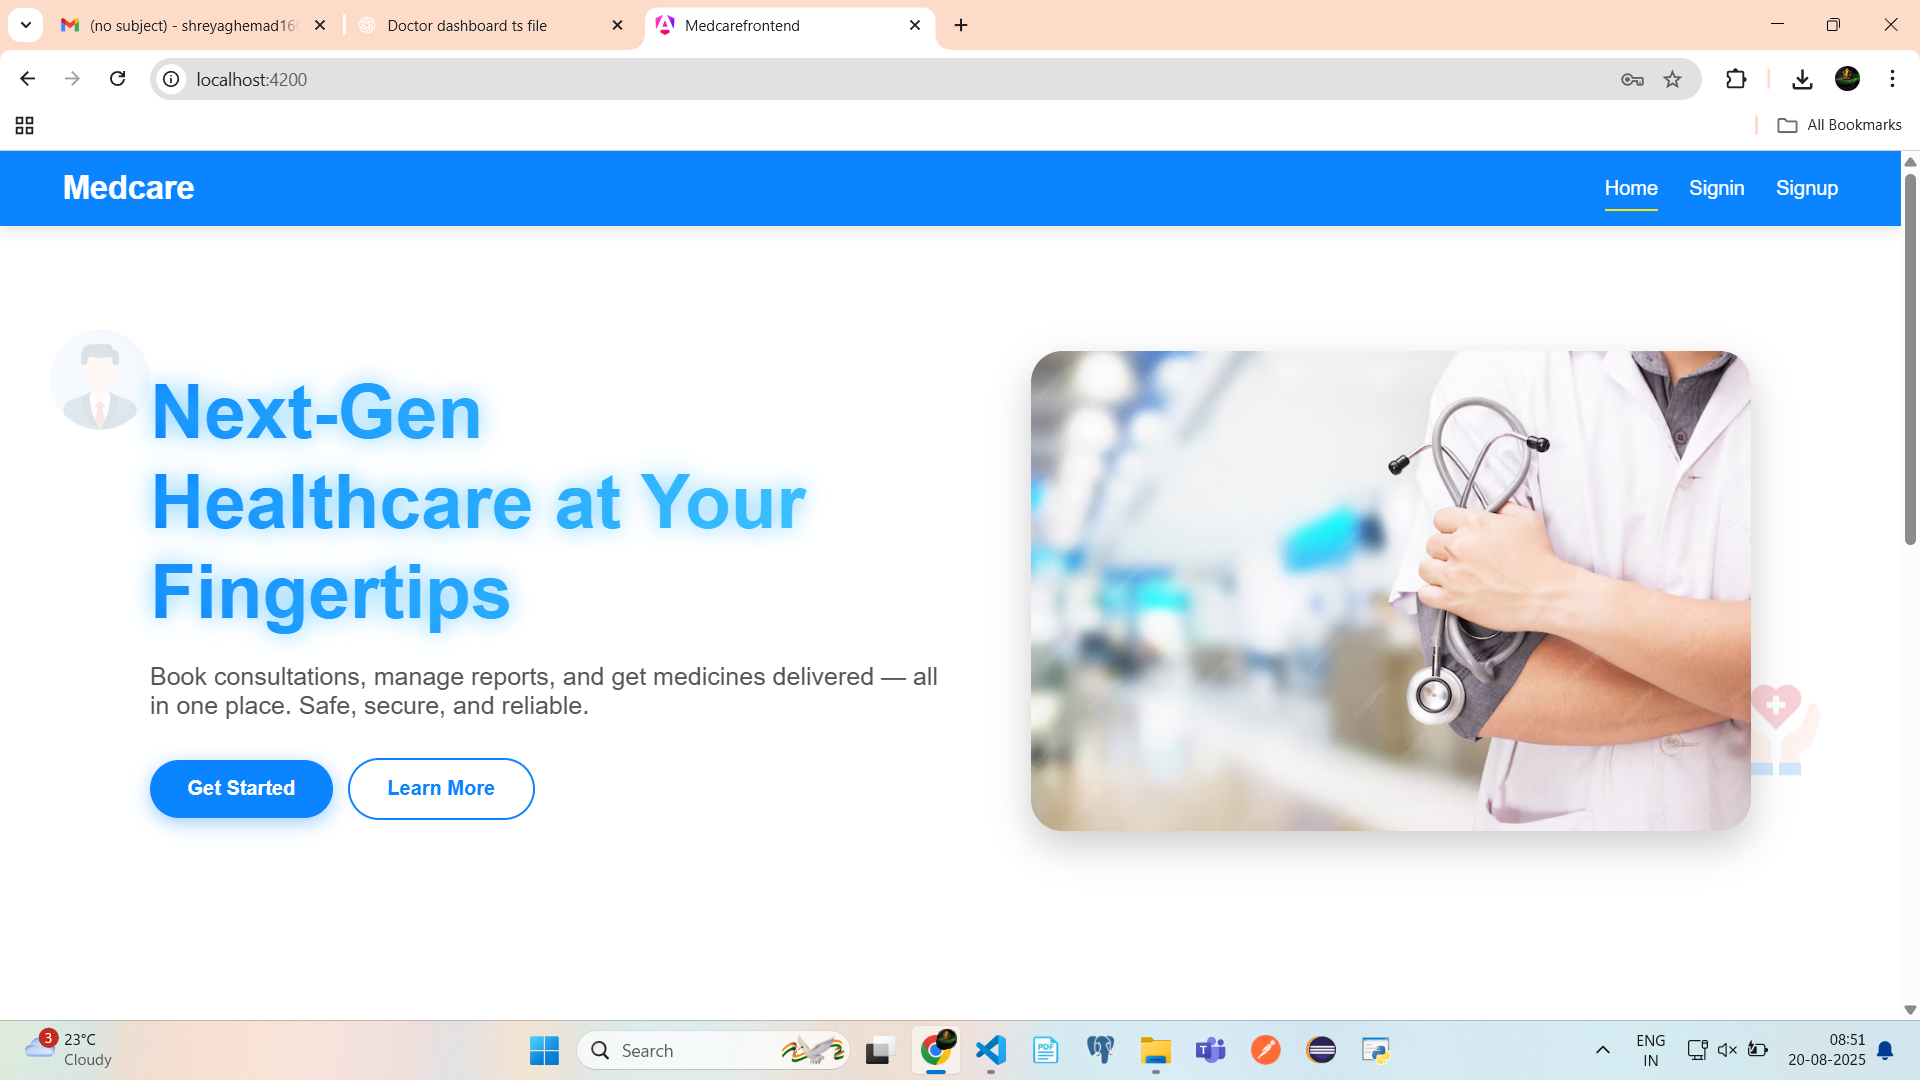 (no subject) - shreyaghemad16
Doctor dashboard ts file
Medcarefrontend
localhost:4200
All Bookmarks
Medcare
Home
Signin
Signup
Next-Gen
Healthcare at Your
Fingertips
Book consultations, manage reports, and get medicines delivered — all
in one place. Safe, secure, and reliable.
Get Started
Learn More
3
23°C
Cloudy
Search
PDF
ENG
IN
08:51
20-08-2025